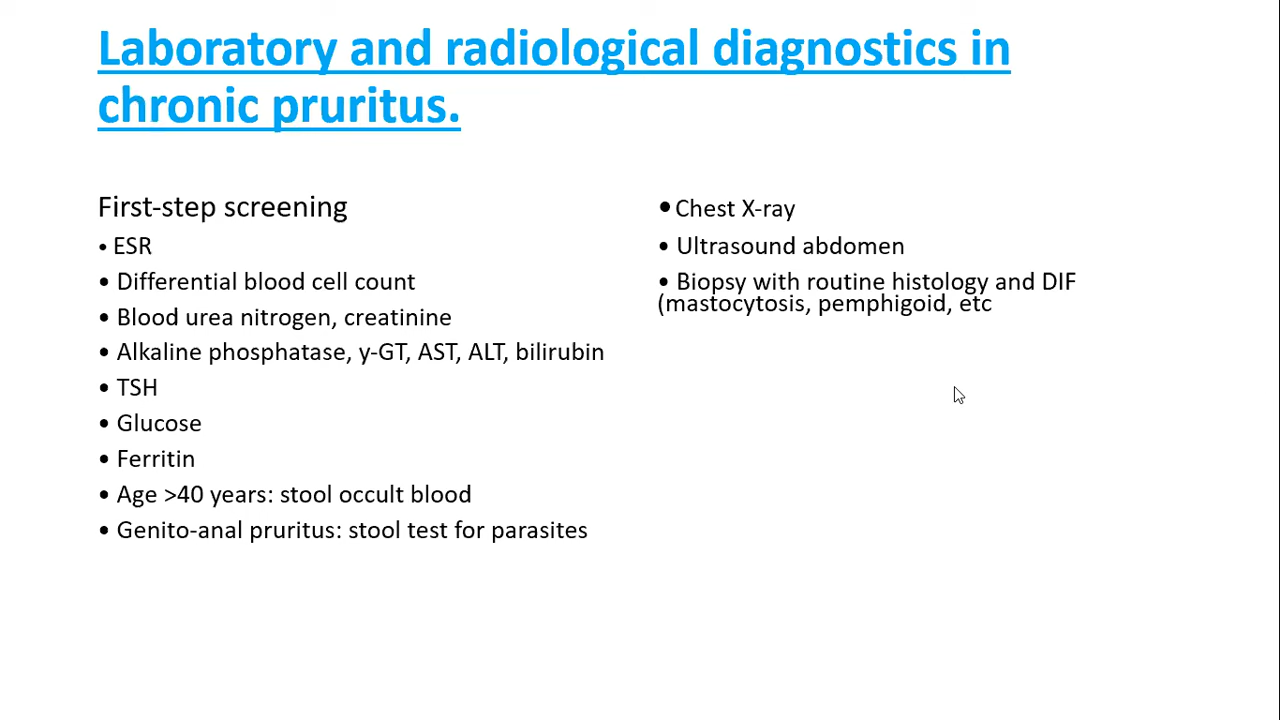 Laboratory and radiological diagnostics in
chronic pruritus.
First-step screening
• ESR
• Differential blood cell count
• Blood urea nitrogen, creatinine
• Alkaline phosphatase, y-GT, AST, ALT, bilirubin
• TSH
• Glucose
• Ferritin
• Age >40 years: stool occult blood
• Genito-anal pruritus: stool test for parasites
• Chest X-ray
• Ultrasound abdomen
• Biopsy with routine histology and DIF
(mastocytosis, pemphigoid, etc